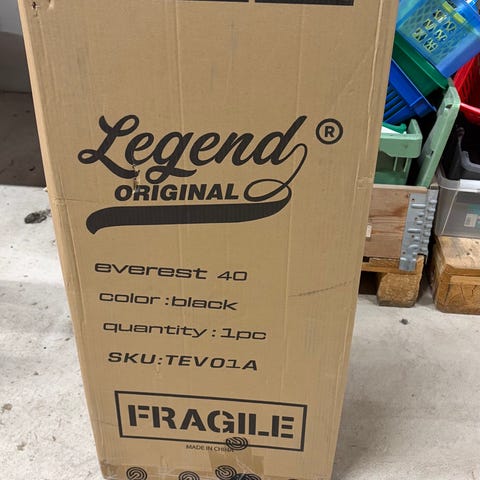 Legend ®
ORIGINAL
everest 40
color:black
quantity:1pc
SKU:TEV01A
FRAGILE
MADE IN CHINA